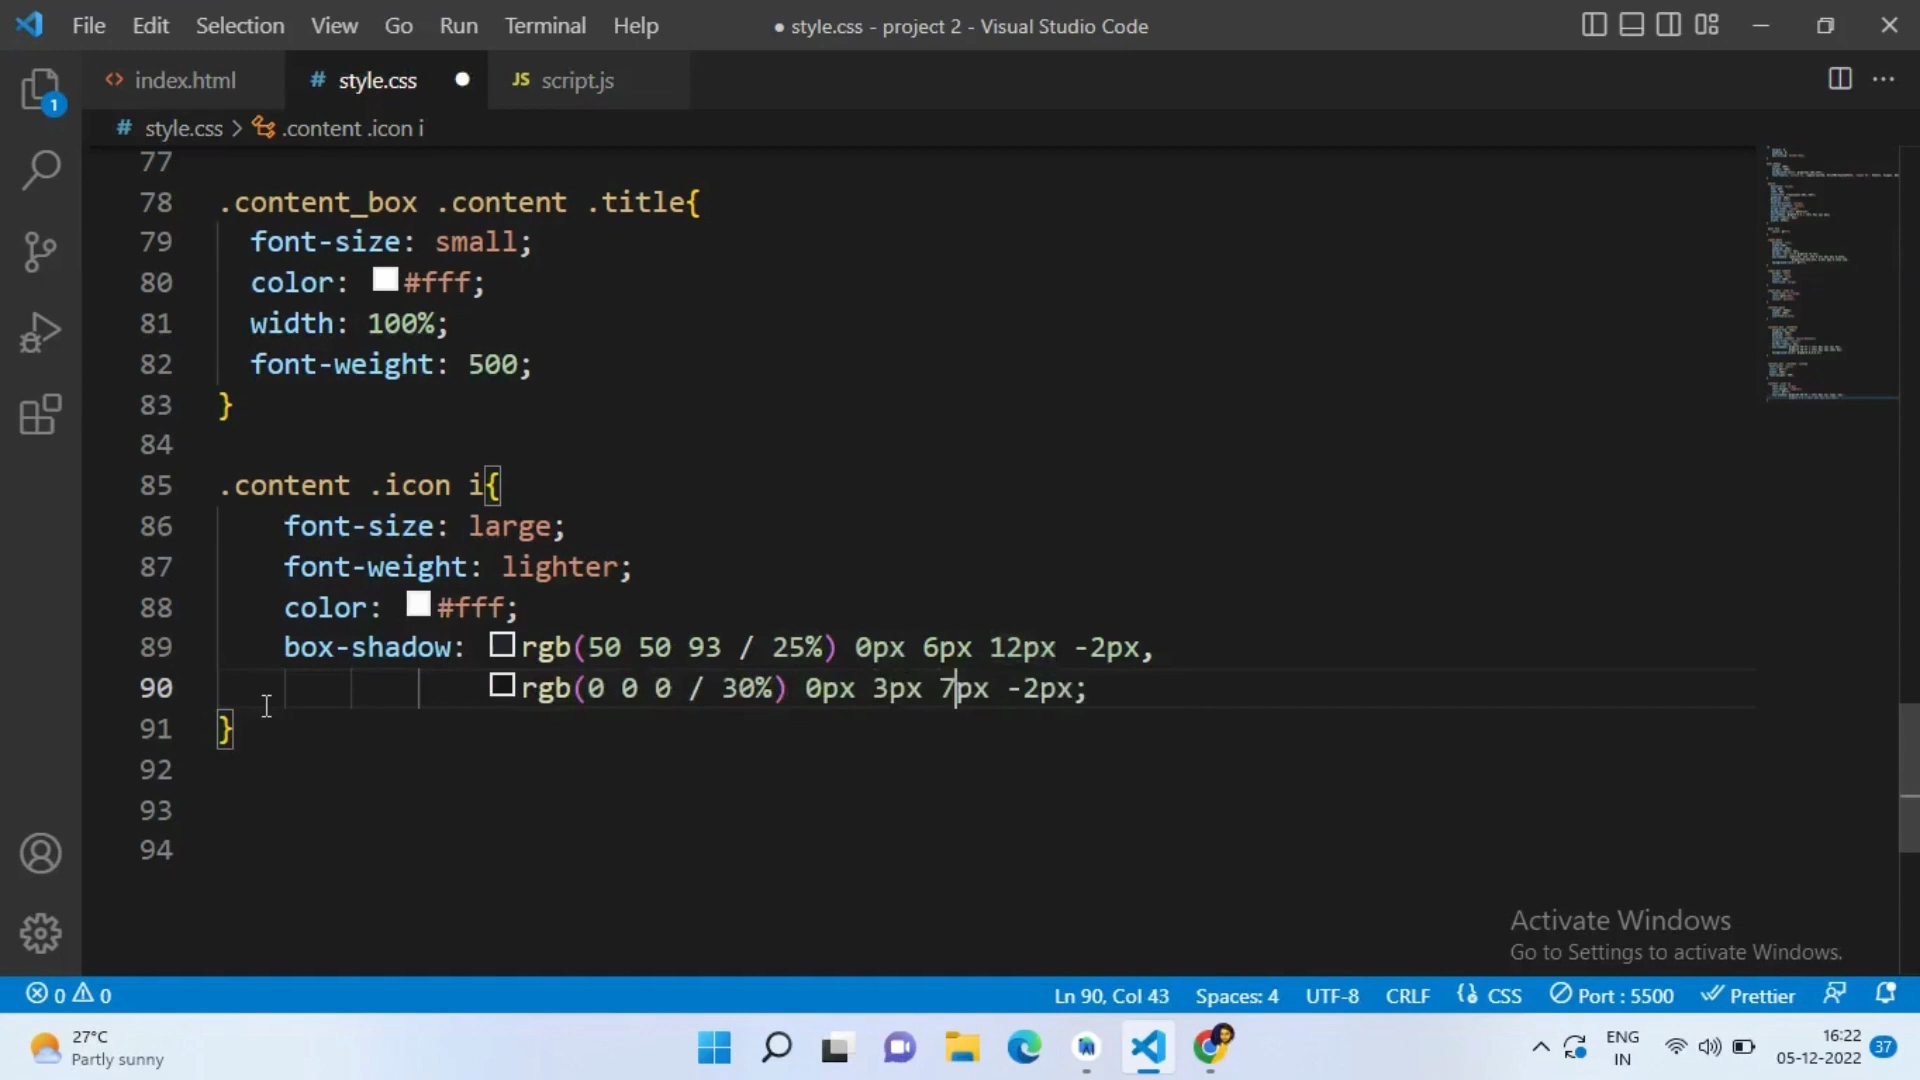 File Edit Selection View Go Run Terminal Help ● style.css - project 2 - Visual Studio Code
<> index.html # style.css ● JS script.js
# style.css > .content .icon i
77
78 .content_box .content .title{
79 font-size: small;
80 color: #fff;
81 width: 100%;
82 font-weight: 500;
83 }
84
85 .content .icon i{
86 font-size: large;
87 font-weight: lighter;
88 color: #fff;
89 box-shadow: rgb(50 50 93 / 25%) 0px 6px 12px -2px,
90 rgb(0 0 0 / 30%) 0px 3px 7px -2px;
91 }
92
93
94
1
Activate Windows
Go to Settings to activate Windows.
0 0 Ln 90, Col 43 Spaces: 4 UTF-8 CRLF {} CSS Port : 5500 Prettier
27°C
Partly sunny
ENG
IN
16:22
05-12-2022
37